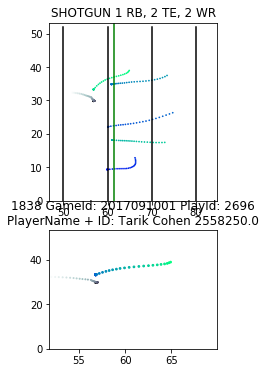 SHOTGUN 1 RB, 2 TE, 2 WR
50
40
30
20
10
0
50 60 70 80
1838 GameId: 2017091001 PlayId: 2696
PlayerName + ID: Tarik Cohen 2558250.0
40
20
0
55 60 65